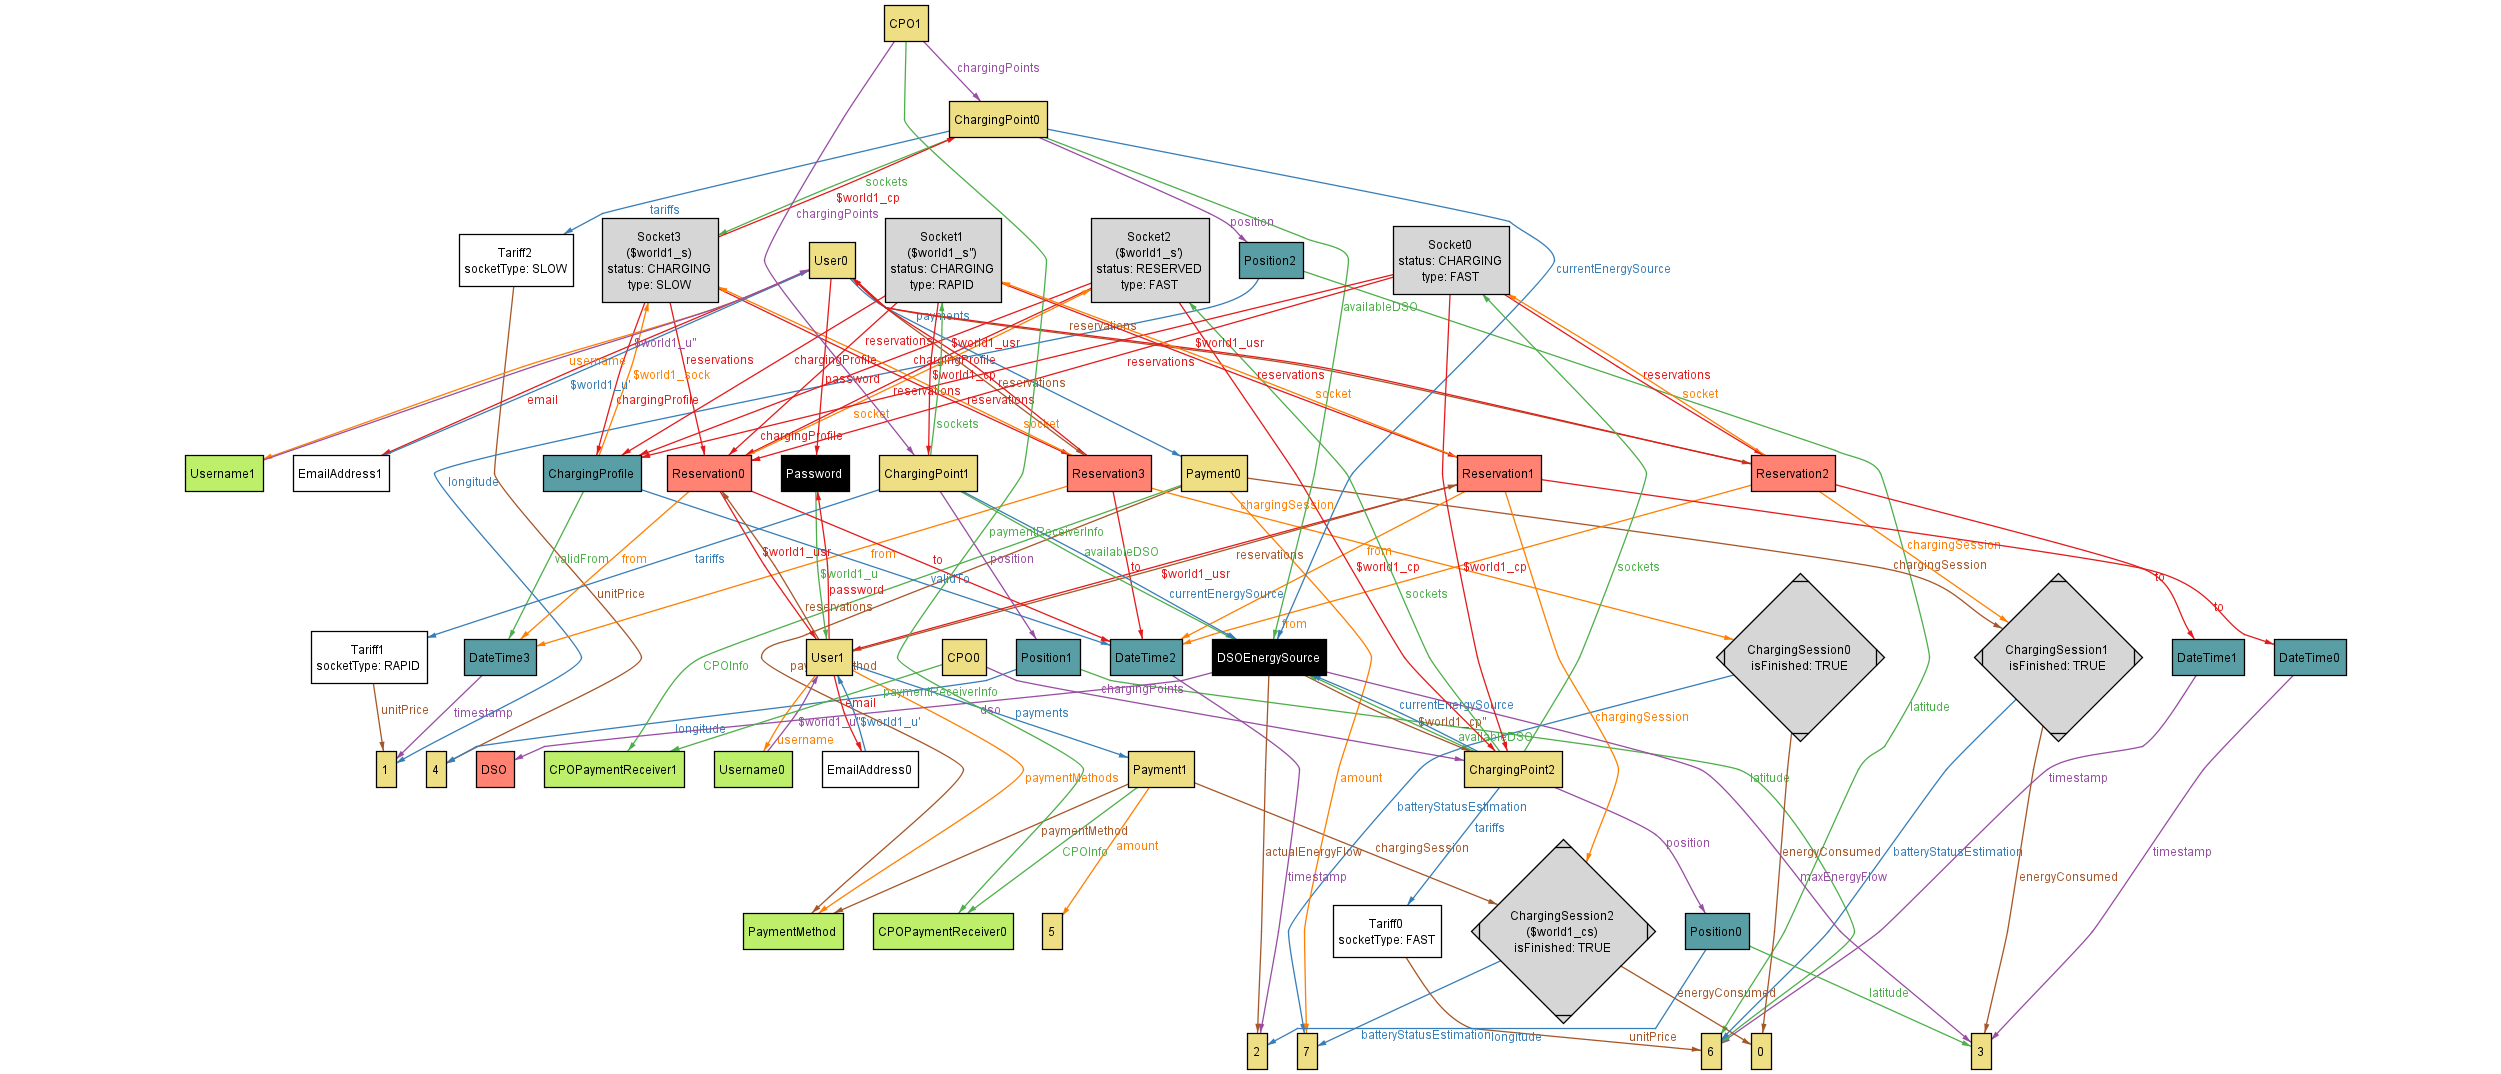 CPO1
chargingPoints
ChargingPoint0
sockets
$world1_cp
tariffs
chargingPoints
position
Tariff2
socketType: SLOW
Socket3
($world1_s)
status: CHARGING
type: SLOW
User0
Socket1
($world1_s")
status: CHARGING
type: RAPID
Socket2
($world1_s')
status: RESERVED
type: FAST
Position2
Socket0
status: CHARGING
type: FAST
currentEnergySource
availableDSO
payments
reservations
username
$world1_u"
reservations
chargingProfile
reservations
$world1_usr
chargingProfile
$world1_usr
reservations
$world1_u'
$world1_sock
email
chargingProfile
password
$world1_cp
reservations
reservations
reservations
reservations
reservations
socket
socket
socket
socket
sockets
chargingProfile
longitude
Username1
EmailAddress1
ChargingProfile
Reservation0
Password
ChargingPoint1
Reservation3
Payment0
Reservation1
Reservation2
chargingSession
paymentReceiverInfo
validFrom
from
tariffs
$world1_usr
to
from
position
availableDSO
to
reservations
from
$world1_cp
$world1_cp
sockets
chargingSession
chargingSession
to
to
$world1_u
password
validTo
$world1_usr
currentEnergySource
unitPrice
reservations
sockets
from
Tariff1
socketType: RAPID
DateTime3
User1
CPO0
Position1
DateTime2
DSOEnergySource
ChargingSession0
isFinished: TRUE
ChargingSession1
isFinished: TRUE
DateTime1
DateTime0
CPOInfo
paymentReceiverInfo
chargingPoints
unitPrice
timestamp
longitude
email
$world1_u"
$world1_u'
username
dso
payments
currentEnergySource
$world1_cp"
availableDSO
chargingSession
latitude
1
4
DSO
CPOPaymentReceiver1
Username0
EmailAddress0
Payment1
ChargingPoint2
paymentMethods
amount
latitude
timestamp
batteryStatusEstimation
tariffs
paymentMethod
CPOInfo
amount
chargingSession
actualEnergyFlow
timestamp
position
energyConsumed
maxEnergyFlow
batteryStatusEstimation
energyConsumed
timestamp
PaymentMethod
CPOPaymentReceiver0
5
Tariff0
socketType: FAST
ChargingSession2
($world1_cs)
isFinished: TRUE
Position0
energyConsumed
latitude
batteryStatusEstimation
longitude
unitPrice
2
7
6
0
3